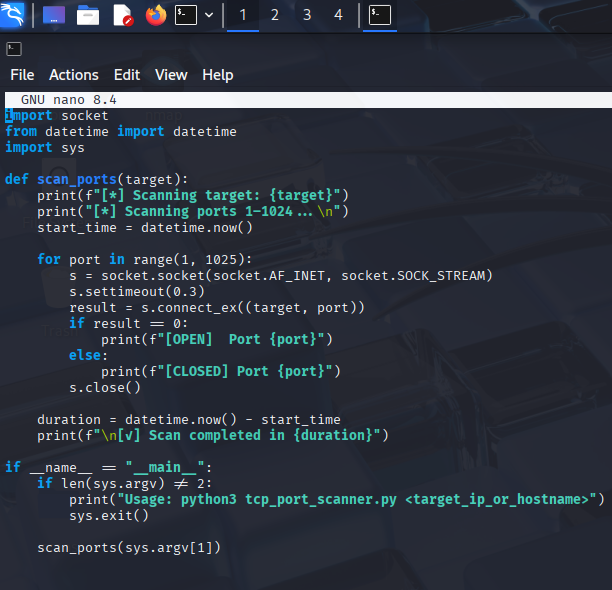 1 2 3 4
File Actions Edit View Help
GNU nano 8.4
import socket
from datetime import datetime
import sys
def scan_ports(target):
    print(f"[*] Scanning target: {target}")
    print("[*] Scanning ports 1-1024...\n")
    start_time = datetime.now()
    for port in range(1, 1025):
        s = socket.socket(socket.AF_INET, socket.SOCK_STREAM)
        s.settimeout(0.3)
        result = s.connect_ex((target, port))
        if result == 0:
            print(f"[OPEN]  Port {port}")
        else:
            print(f"[CLOSED] Port {port}")
        s.close()
    duration = datetime.now() - start_time
    print(f"\n[√] Scan completed in {duration}")
if __name__ == "__main__":
    if len(sys.argv) != 2:
        print("Usage: python3 tcp_port_scanner.py <target_ip_or_hostname>")
        sys.exit()
    scan_ports(sys.argv[1])